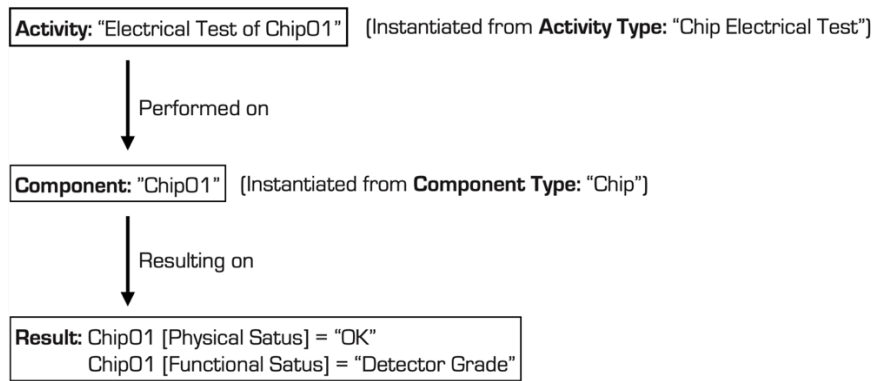 Activity: “Electrical Test of Chip01” (Instantiated from Activity Type: “Chip Electrical Test”)
Performed on
Component: “Chip01” (Instantiated from Component Type: “Chip”)
Resulting on
Result: Chip01 [Physical Satus] = “OK”
Chip01 [Functional Satus] = “Detector Grade”